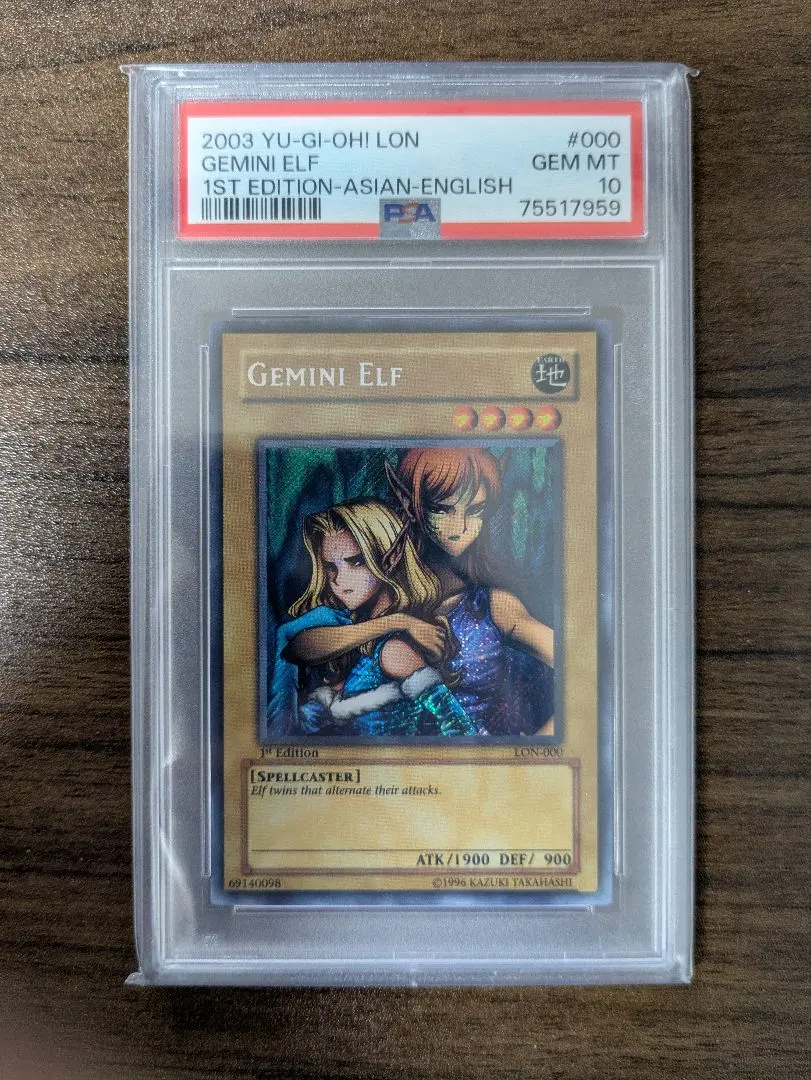 2003 YU-GI-OH! LON #000
GEMINI ELF GEM MT
1ST EDITION-ASIAN-ENGLISH 10
PSA 75517959
GEMINI ELF
EARTH
地
1st Edition LON-000
[SPELLCASTER]
Elf twins that alternate their attacks.
ATK/1900 DEF/ 900
69140098 ©1996 KAZUKI TAKAHASHI